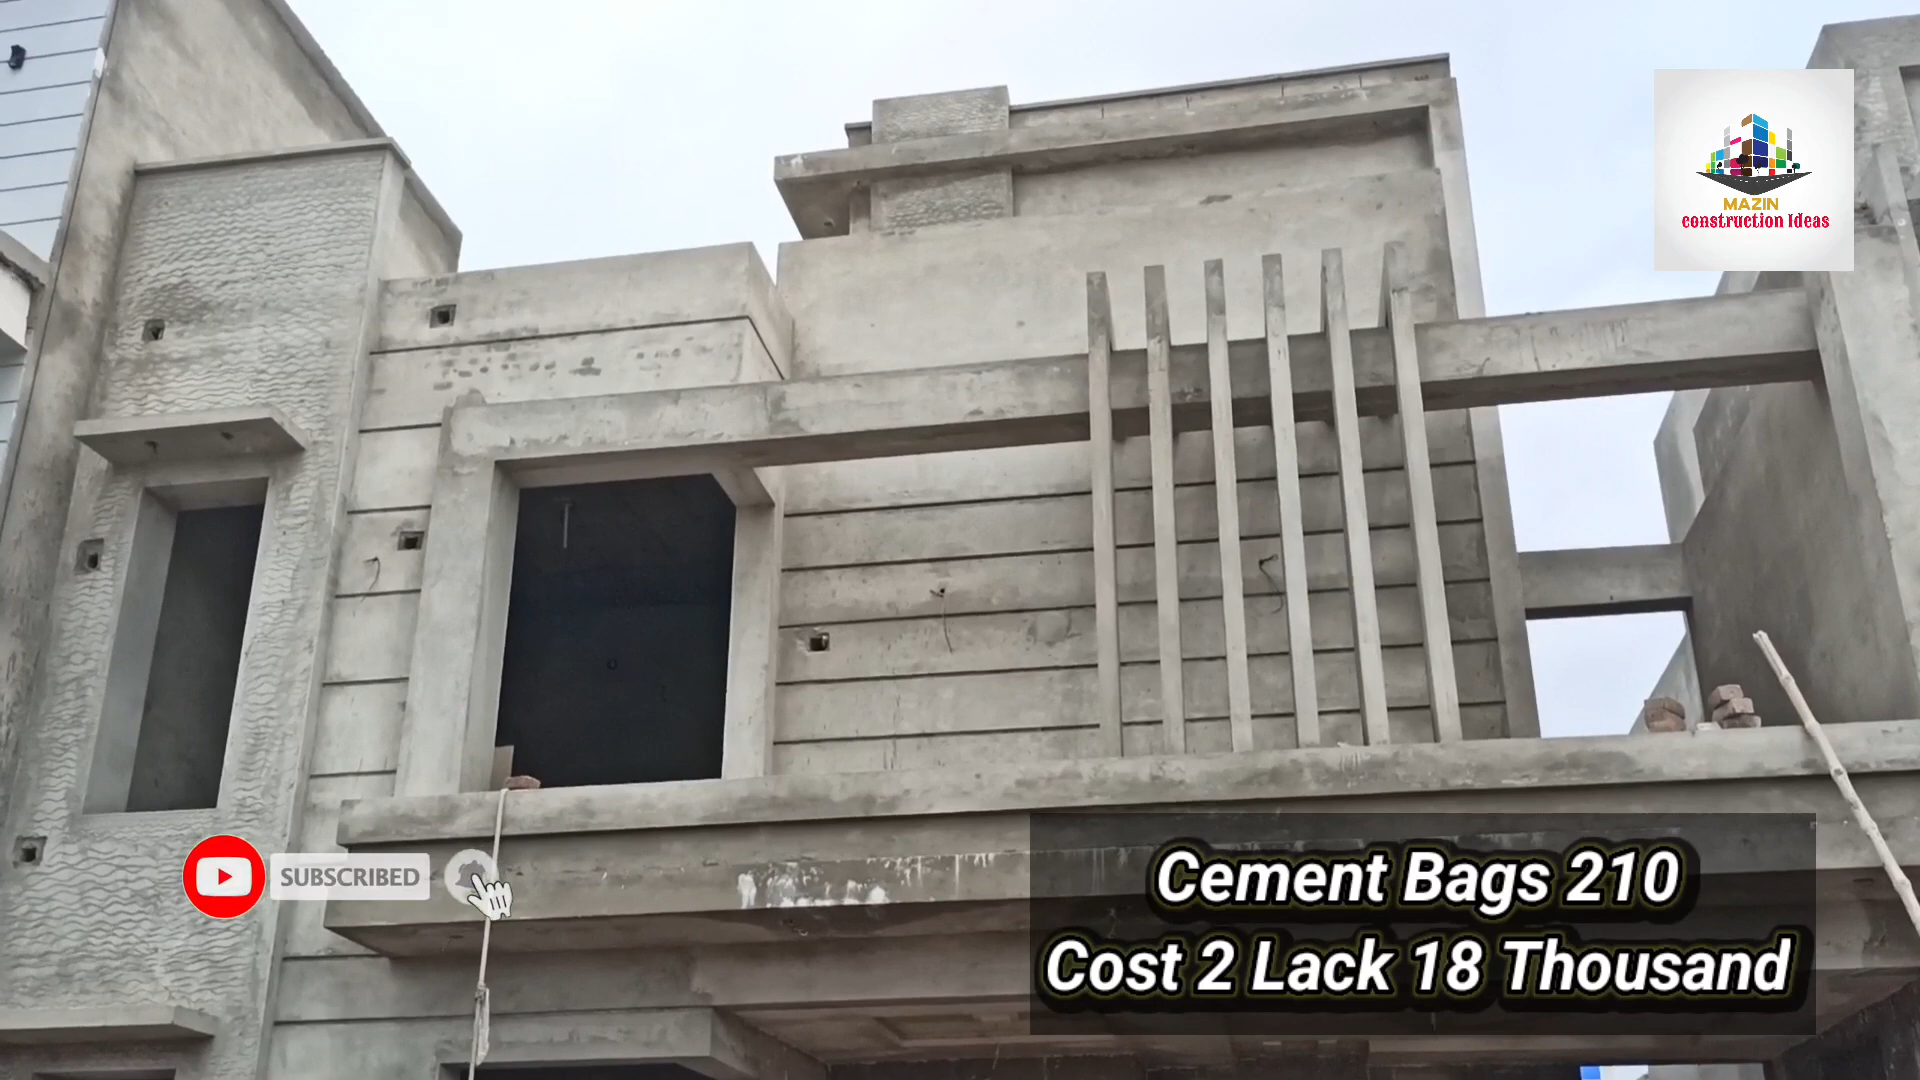 MAZIN
construction Ideas
SUBSCRIBED
Cement Bags 210
Cost 2 Lack 18 Thousand